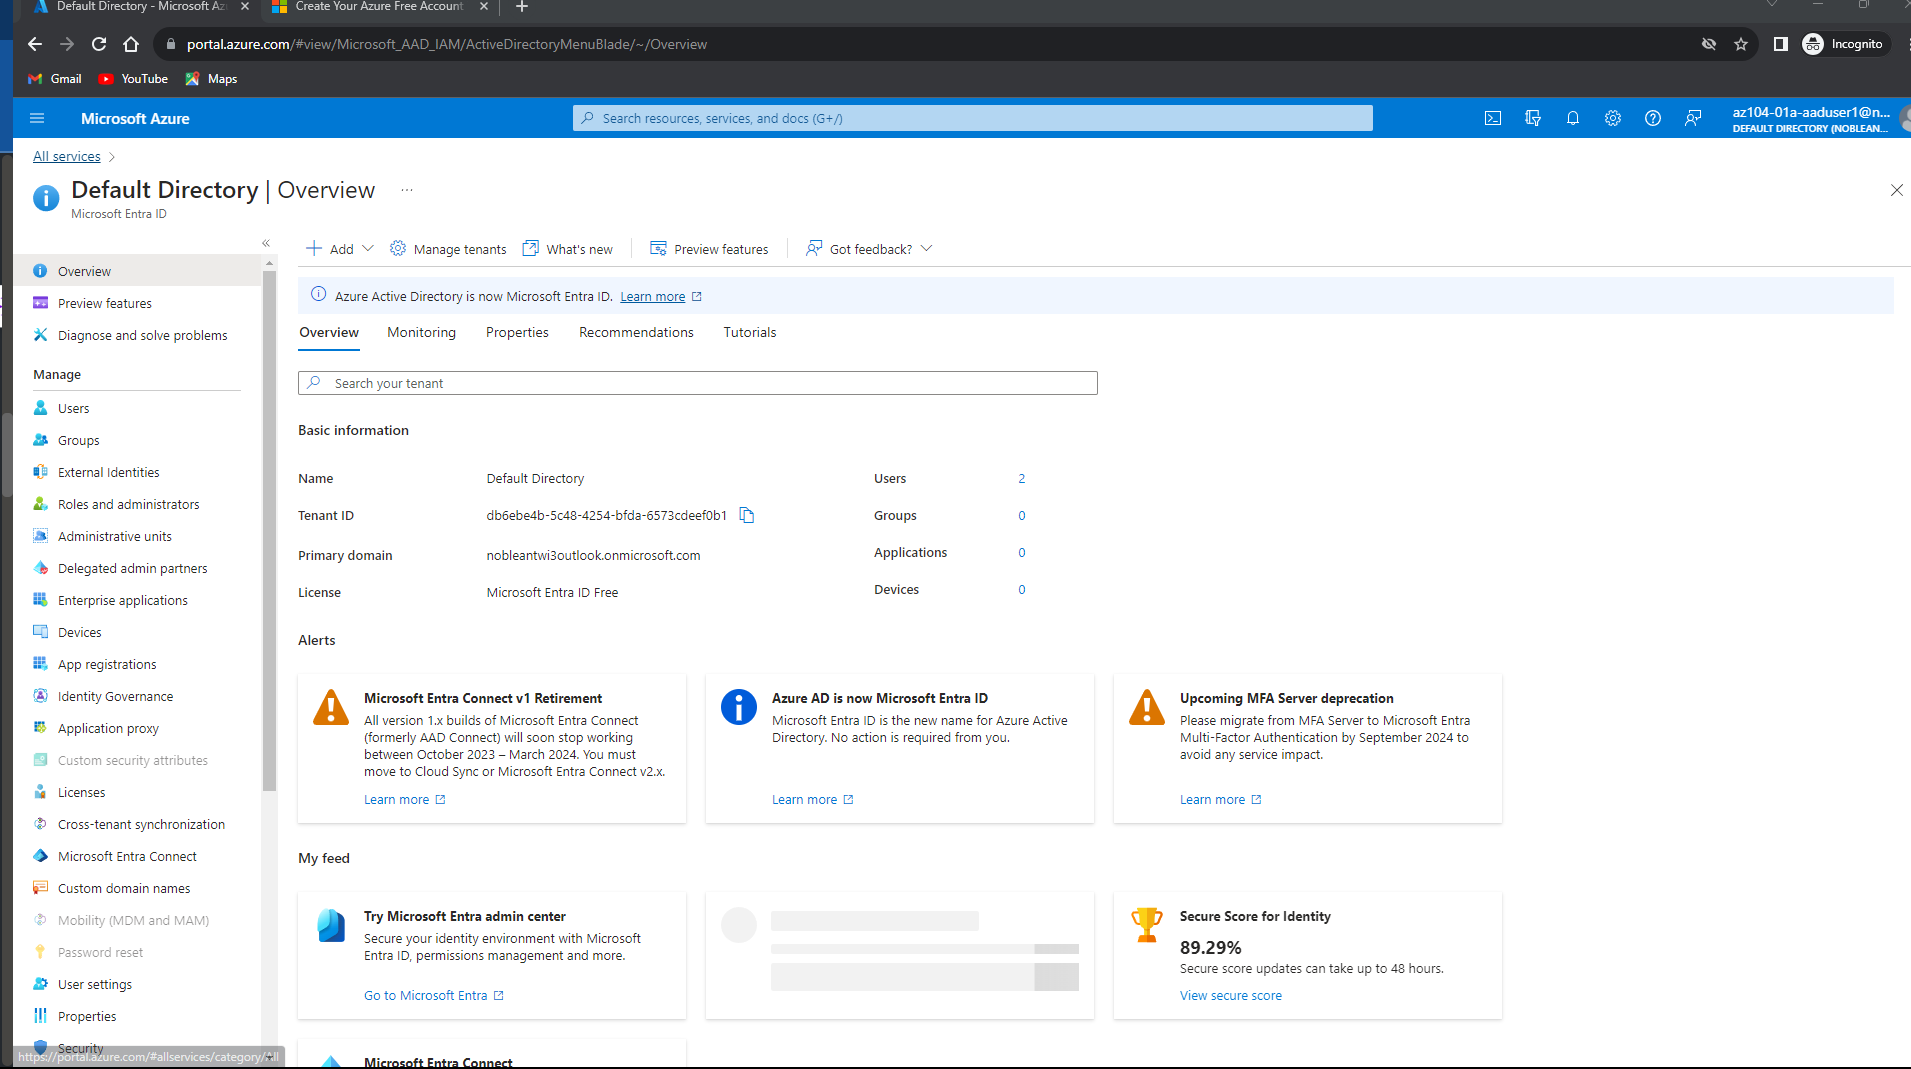 Default Directory - Microsoft Az
Create Your Azure Free Account
portal.azure.com/#view/Microsoft_AAD_IAM/ActiveDirectoryMenuBlade/~/Overview
Incognito
Gmail
YouTube
Maps
Microsoft Azure
Search resources, services, and docs (G+/)
az104-01a-aaduser1@n...
DEFAULT DIRECTORY (NOBLEAN...
All services
Default Directory | Overview
Microsoft Entra ID
Add
Manage tenants
What's new
Preview features
Got feedback?
Overview
Preview features
Diagnose and solve problems
Manage
Users
Groups
External Identities
Roles and administrators
Administrative units
Delegated admin partners
Enterprise applications
Devices
App registrations
Identity Governance
Application proxy
Custom security attributes
Licenses
Cross-tenant synchronization
Microsoft Entra Connect
Custom domain names
Mobility (MDM and MAM)
Password reset
User settings
Properties
Security
https://portal.azure.com/#allservices/category/All
Azure Active Directory is now Microsoft Entra ID. Learn more
Overview
Monitoring
Properties
Recommendations
Tutorials
Search your tenant
Basic information
Name
Default Directory
Users
2
Tenant ID
db6ebe4b-5c48-4254-bfda-6573cdeef0b1
Groups
0
Primary domain
nobleantwi3outlook.onmicrosoft.com
Applications
0
License
Microsoft Entra ID Free
Devices
0
Alerts
Microsoft Entra Connect v1 Retirement
All version 1.x builds of Microsoft Entra Connect
(formerly AAD Connect) will soon stop working
between October 2023 – March 2024. You must
move to Cloud Sync or Microsoft Entra Connect v2.x.
Learn more
Azure AD is now Microsoft Entra ID
Microsoft Entra ID is the new name for Azure Active
Directory. No action is required from you.
Learn more
Upcoming MFA Server deprecation
Please migrate from MFA Server to Microsoft Entra
Multi-Factor Authentication by September 2024 to
avoid any service impact.
Learn more
My feed
Try Microsoft Entra admin center
Secure your identity environment with Microsoft
Entra ID, permissions management and more.
Go to Microsoft Entra
Secure Score for Identity
89.29%
Secure score updates can take up to 48 hours.
View secure score
Microsoft Entra Connect